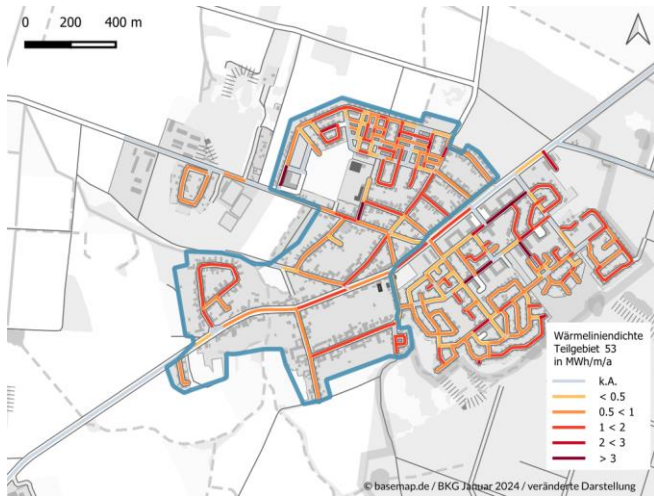 0 200 400 m
Wärmeliniendichte
Teilgebiet 53
in MWh/m/a
k.A.
< 0.5
0.5 < 1
1 < 2
2 < 3
> 3
© basemap.de / BKG Januar 2024 / veränderte Darstellung